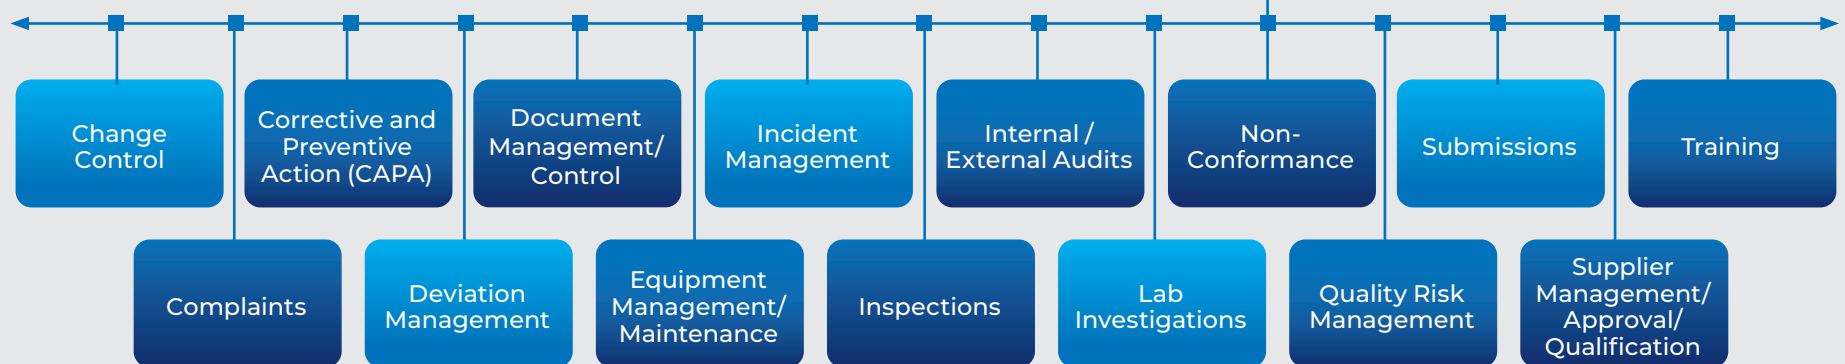 Change
Control
Corrective and
Preventive
Action (CAPA)
Document
Management/
Control
Incident
Management
Internal /
External Audits
Non-
Conformance
Submissions
Training
Complaints
Deviation
Management
Equipment
Management/
Maintenance
Inspections
Lab
Investigations
Quality Risk
Management
Supplier
Management/
Approval/
Qualification